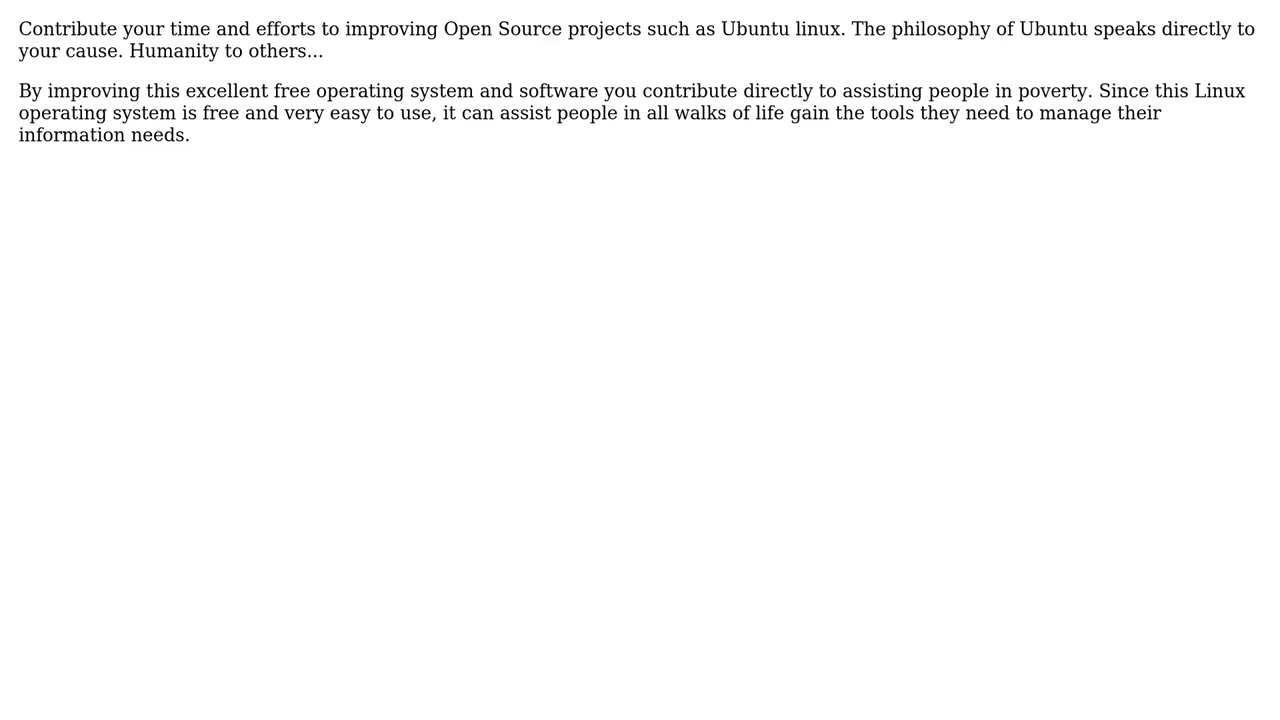 Contribute your time and efforts to improving Open Source projects such as Ubuntu linux. The philosophy of Ubuntu speaks directly to
your cause. Humanity to others...
By improving this excellent free operating system and software you contribute directly to assisting people in poverty. Since this Linux
operating system is free and very easy to use, it can assist people in all walks of life gain the tools they need to manage their
information needs.